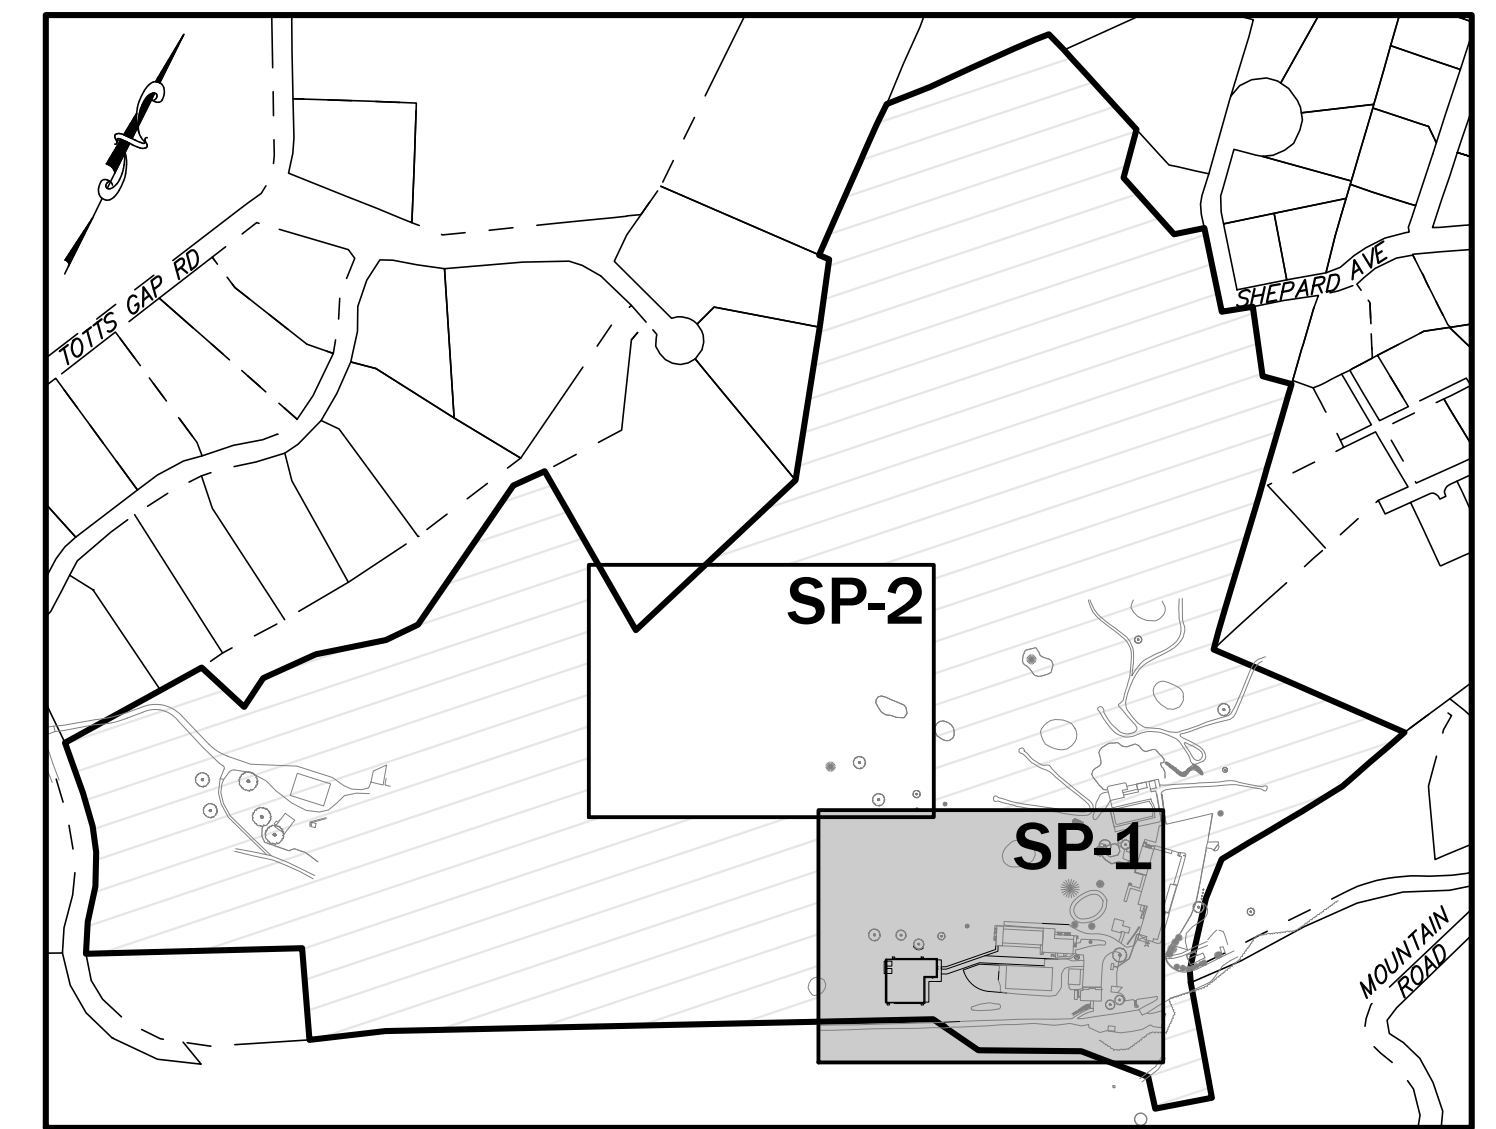 TOTTS GAP RD
SHEPARD AVE
SP-2
SP-1
MOUNTAIN
ROAD